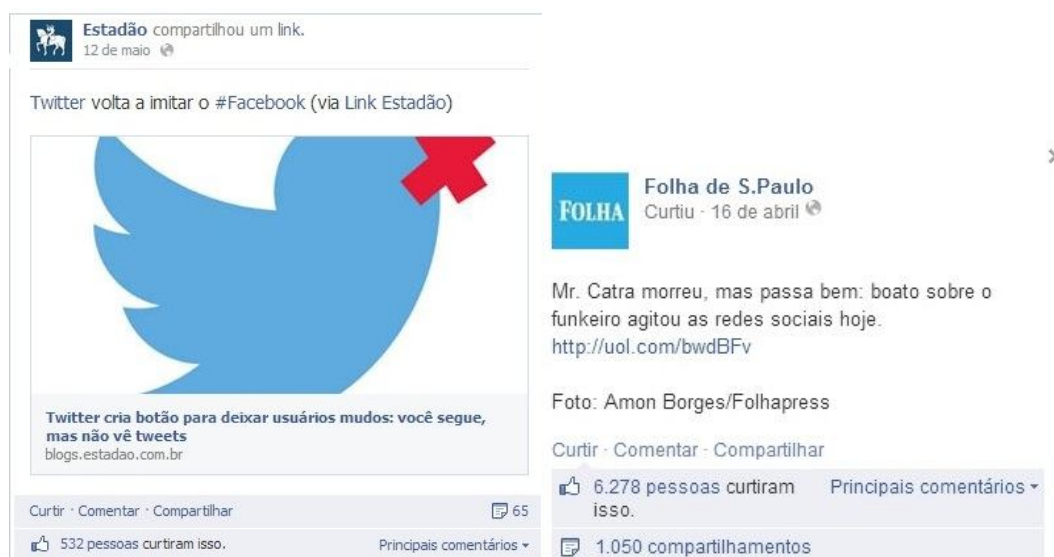 Estadão compartilhou um link.
12 de maio
Twitter volta a imitar o #Facebook (via Link Estadão)
Twitter cria botão para deixar usuários mudos: você segue,
mas não vê tweets
blogs.estadao.com.br
Curtir · Comentar · Compartilhar 65
532 pessoas curtiram isso. Principais comentários
FOLHA
Folha de S.Paulo
Curtiu · 16 de abril
Mr. Catra morreu, mas passa bem: boato sobre o
funkeiro agitou as redes sociais hoje.
http://uol.com/bwdBFv
Foto: Amon Borges/Folhapress
Curtir · Comentar · Compartilhar
6.278 pessoas curtiram Principais comentários
isso.
1.050 compartilhamentos